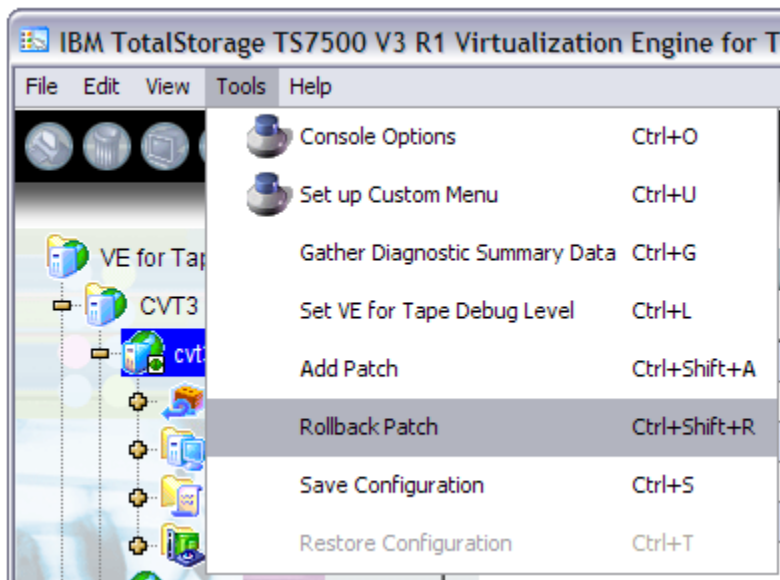 IBM TotalStorage TS7500 V3 R1 Virtualization Engine for
File Edit View Tools Help
Console Options Ctrl+O
Set up Custom Menu Ctrl+U
VE for
Gather Diagnostic Summary Data Ctrl+G
CVT3
Set VE for Tape Debug Level Ctrl+L
Add Patch Ctrl+Shift+A
Rollback Patch Ctrl+Shift+R
Save Configuration Ctrl+S
Restore Configuration Ctrl+T